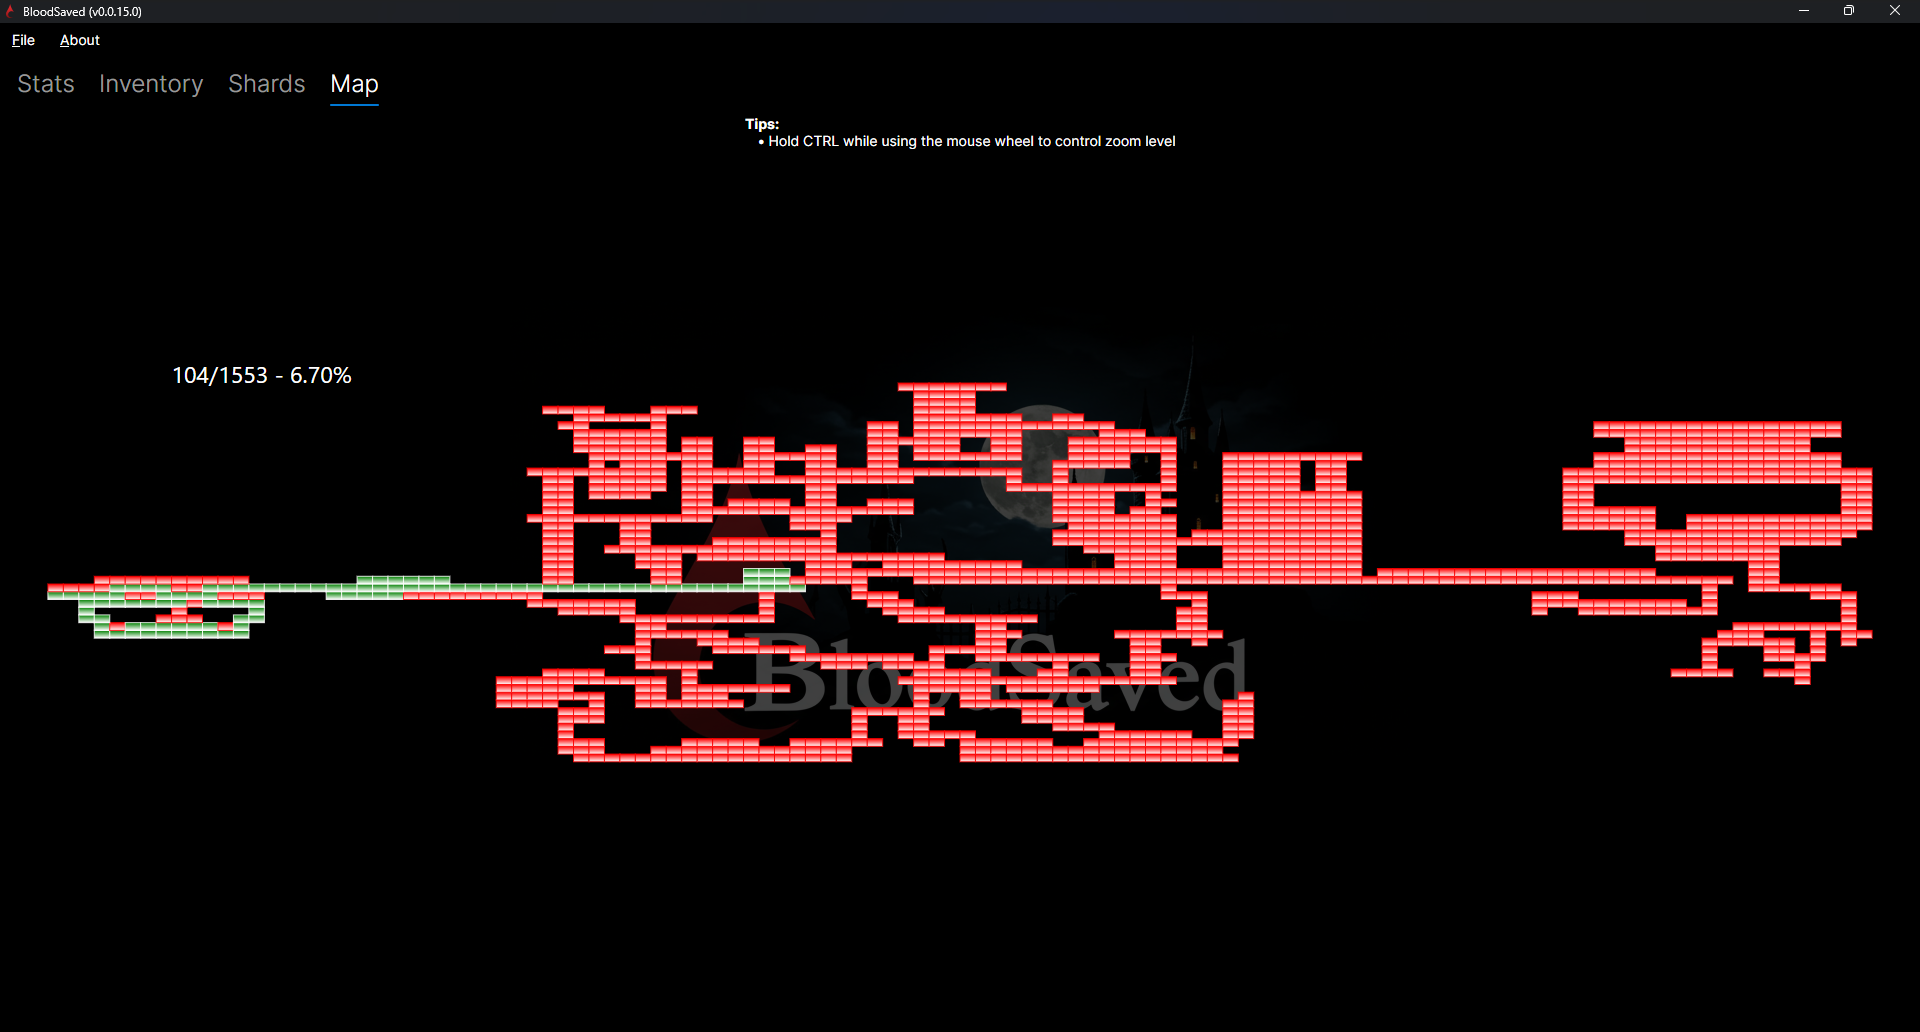 BloodSaved (v0.0.15.0)
File About
Stats Inventory Shards Map
Tips:
• Hold CTRL while using the mouse wheel to control zoom level
104/1553 - 6.70%
BloodSaved